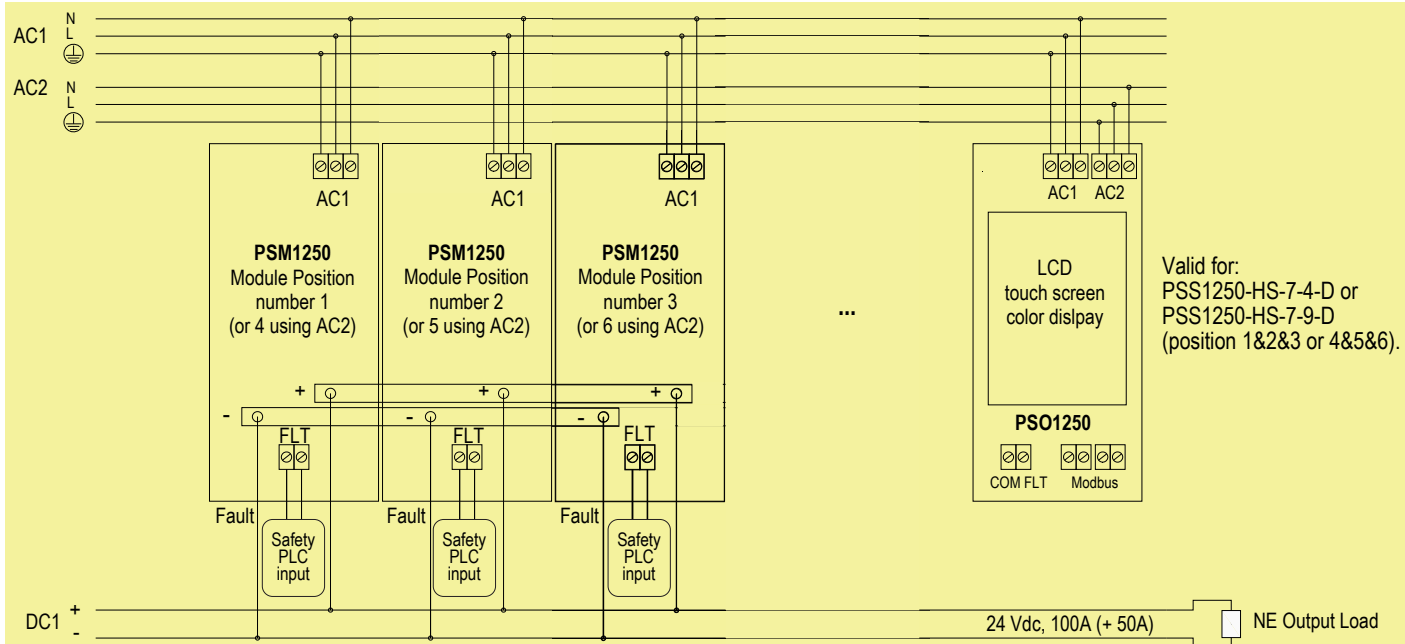 N
AC1 L
AC2 N
L
AC1
AC1
AC1
AC1 AC2
PSM1250
Module Position
number 1
(or 4 using AC2)
PSM1250
Module Position
number 2
(or 5 using AC2)
PSM1250
Module Position
number 3
(or 6 using AC2)
...
LCD
touch screen
color dislpay
Valid for:
PSS1250-HS-7-4-D or
PSS1250-HS-7-9-D
(position 1&2&3 or 4&5&6).
+ + +
- - -
PSO1250
FLT
FLT
FLT
COM FLT Modbus
Fault
Safety
PLC
input
Fault
Safety
PLC
input
Fault
Safety
PLC
input
DC1 +
-
24 Vdc, 100A (+ 50A)
NE Output Load